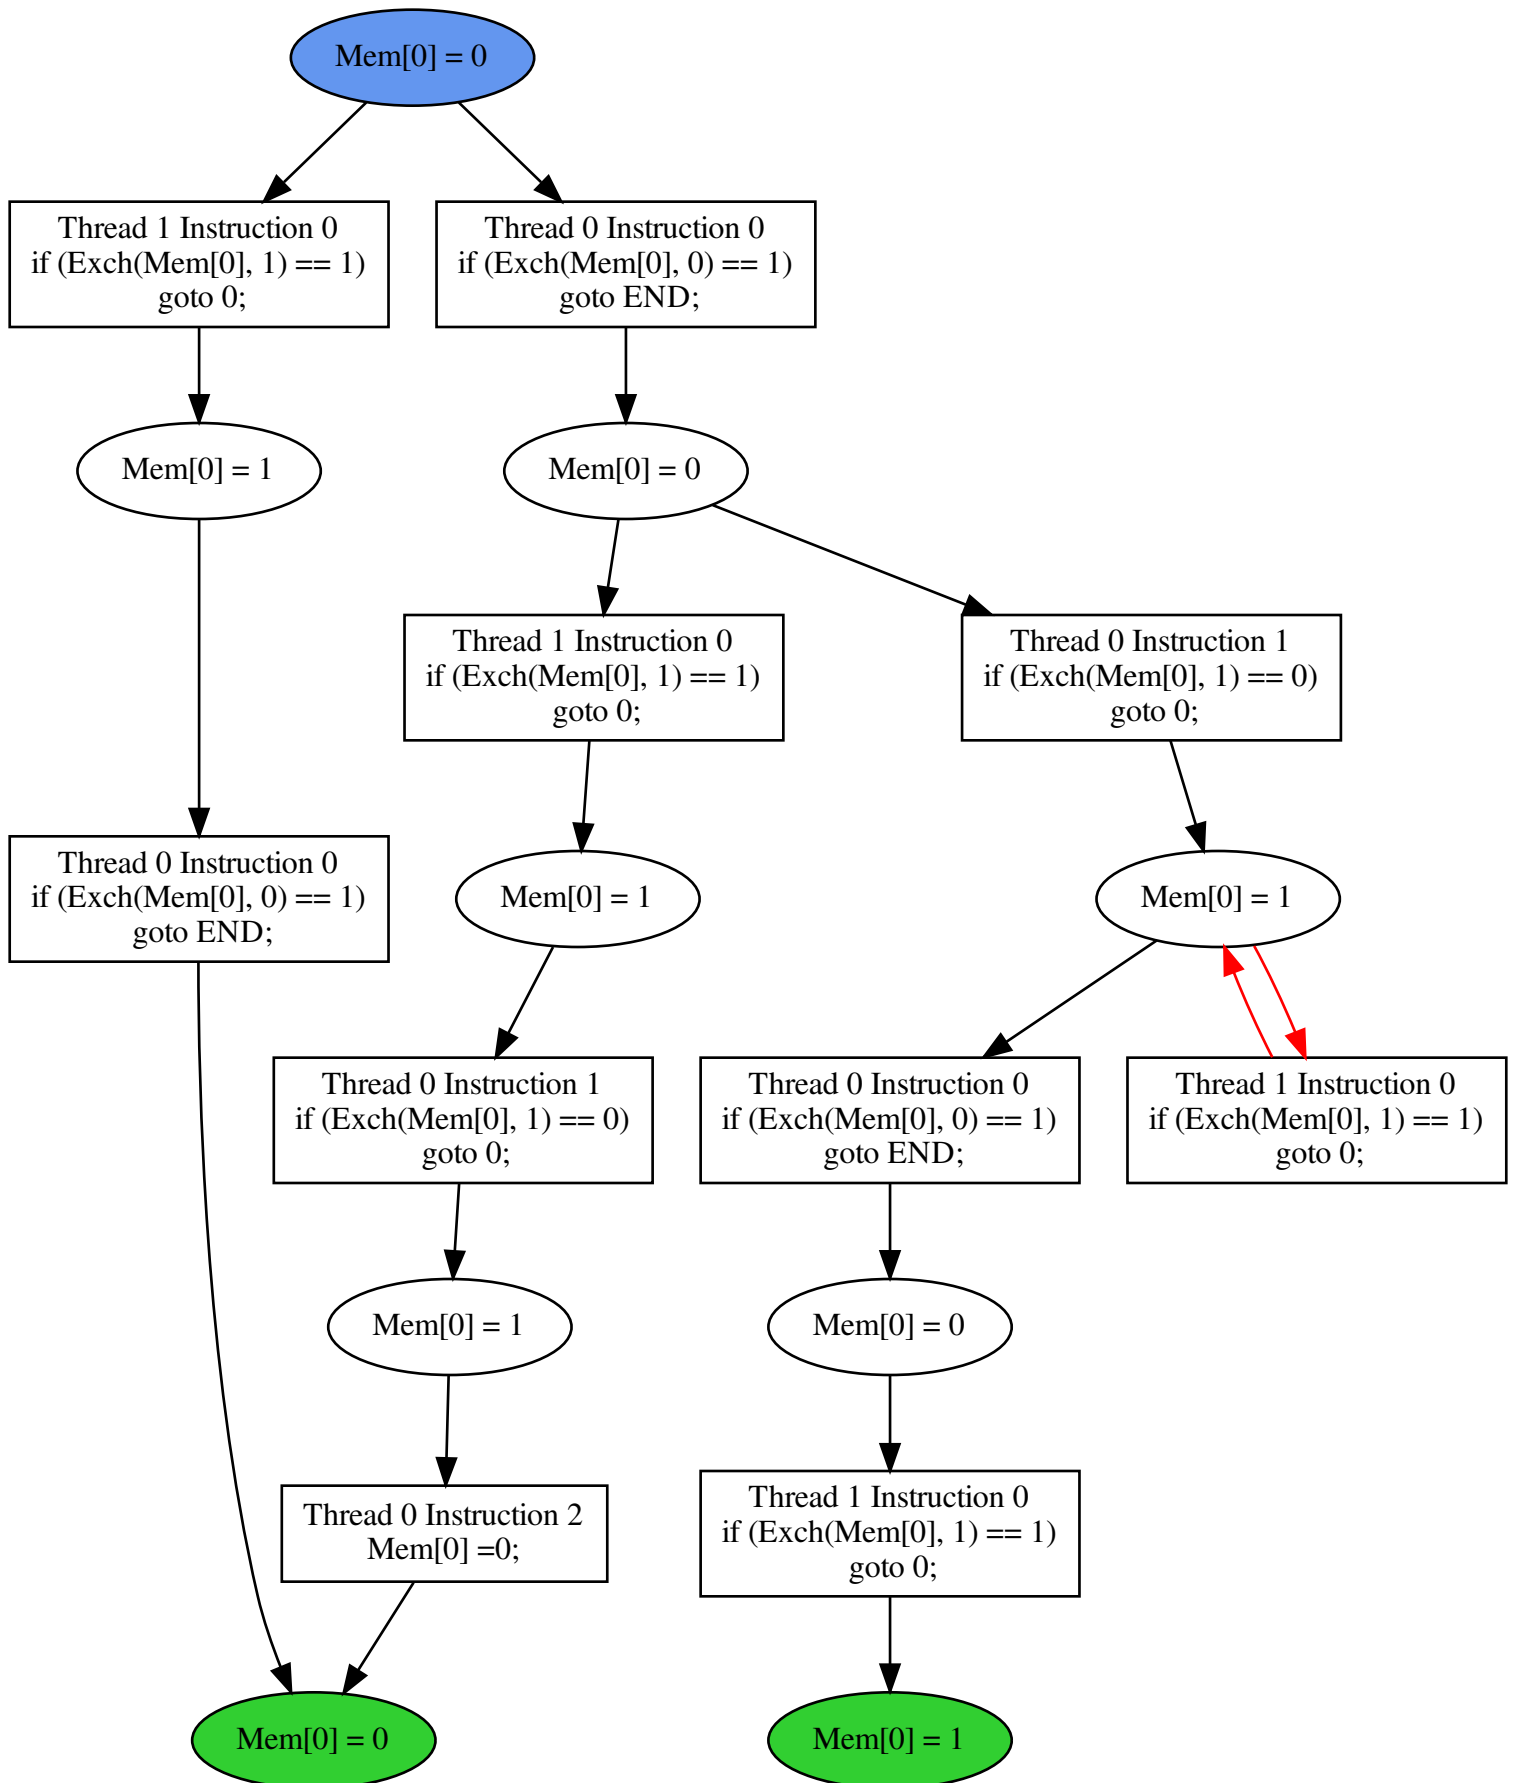 Mem[0] = 0
Thread 1 Instruction 0
if (Exch(Mem[0], 1) == 1)
goto 0;
Thread 0 Instruction 0
if (Exch(Mem[0], 0) == 1)
goto END;
Mem[0] = 1
Mem[0] = 0
Thread 1 Instruction 0
if (Exch(Mem[0], 1) == 1)
goto 0;
Thread 0 Instruction 1
if (Exch(Mem[0], 1) == 0)
goto 0;
Thread 0 Instruction 0
if (Exch(Mem[0], 0) == 1)
goto END;
Mem[0] = 1
Mem[0] = 1
Thread 0 Instruction 1
if (Exch(Mem[0], 1) == 0)
goto 0;
Thread 0 Instruction 0
if (Exch(Mem[0], 0) == 1)
goto END;
Thread 1 Instruction 0
if (Exch(Mem[0], 1) == 1)
goto 0;
Mem[0] = 1
Mem[0] = 0
Thread 0 Instruction 2
Mem[0] =0;
Thread 1 Instruction 0
if (Exch(Mem[0], 1) == 1)
goto 0;
Mem[0] = 0
Mem[0] = 1